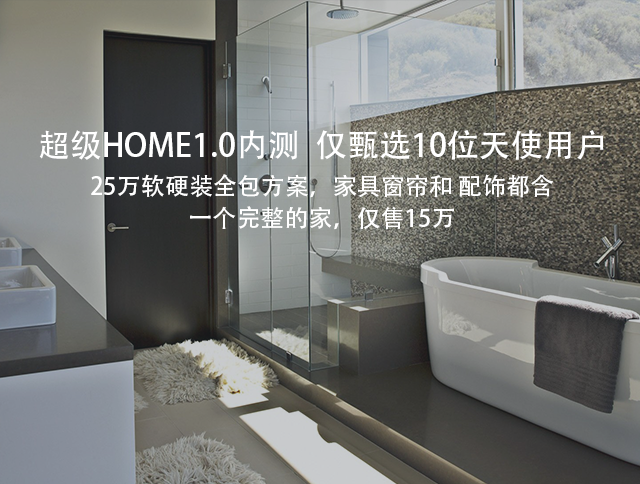 超级HOME1.0内测 仅甄选10位天使用户
25万软硬装全包方案，家具窗帘和 配饰都含
一个完整的家，仅售15万